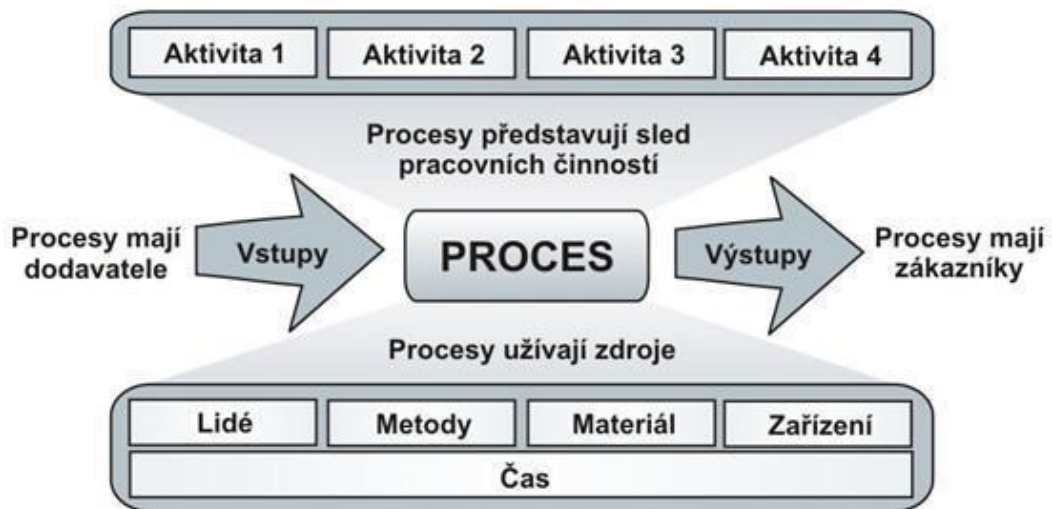 Aktivita 1 Aktivita 2 Aktivita 3 Aktivita 4
Procesy představují sled
pracovních činností
Procesy mají
dodavatele
Vstupy
PROCES
Výstupy
Procesy mají
zákazníky
Procesy užívají zdroje
Lidé Metody Materiál Zařízení
Čas